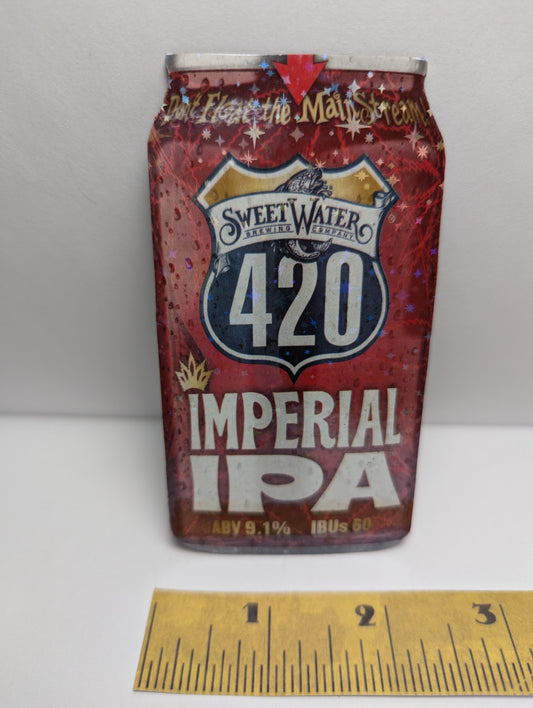 Don't Float the MainStream!
SWEETWATER
BREWING COMPANY
420
IMPERIAL
IPA
ABV 9.1% IBUs 60
1 2 3